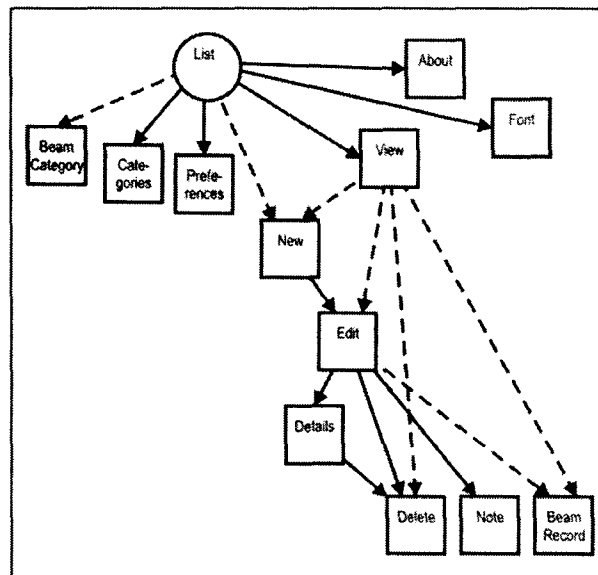 List
About
Font
Beam
Category
Cate-
gories
Prefe-
rences
View
New
Edit
Details
Delete
Note
Beam
Record